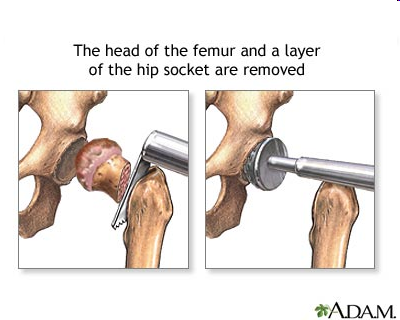 The head of the femur and a layer
of the hip socket are removed
A.D.A.M.